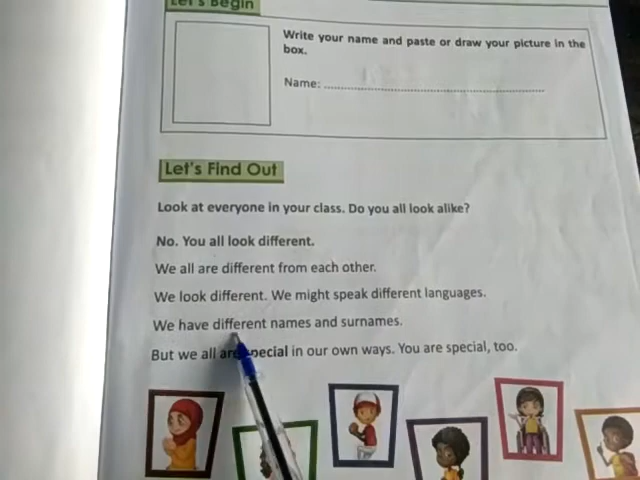 Let's Begin
Write your name and paste or draw your picture in the
box.
Name:
Let's Find Out
Look at everyone in your class. Do you all look alike?
No. You all look different.
We all are different from each other.
We look different. We might speak different languages.
We have different names and surnames.
But we all are special in our own ways. You are special, too.